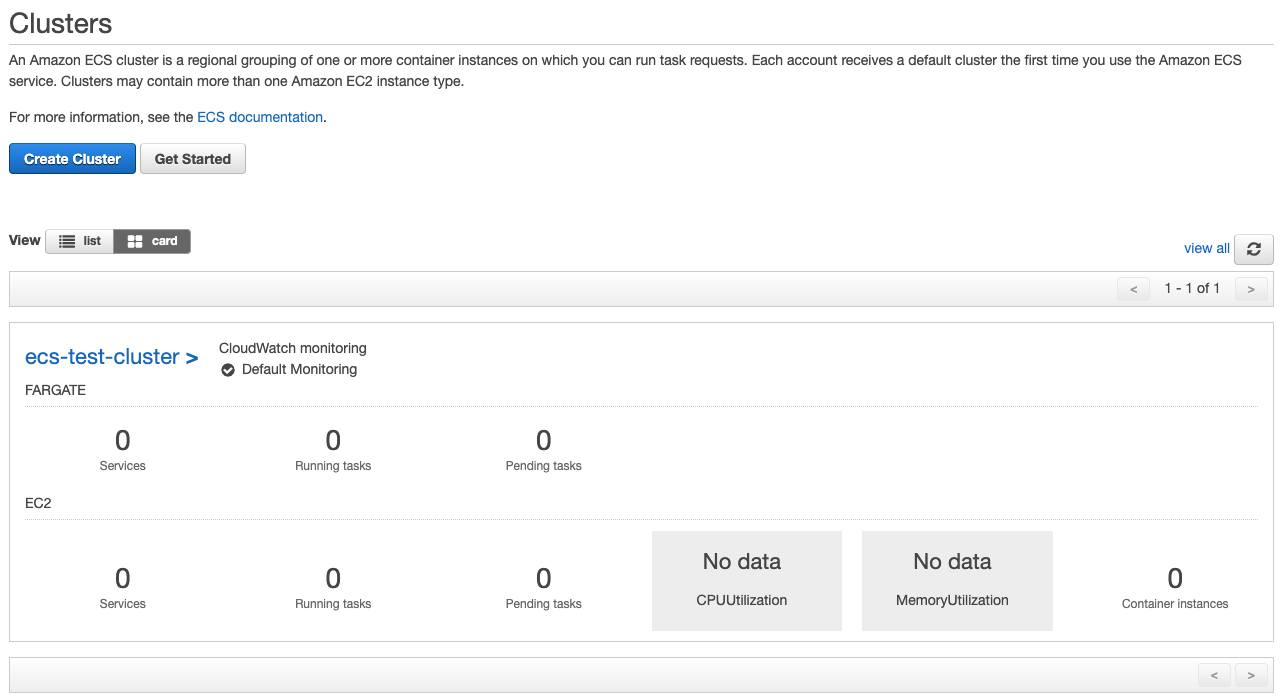 Clusters
An Amazon ECS cluster is a regional grouping of one or more container instances on which you can run task requests. Each account receives a default cluster the first time you use the Amazon ECS
service. Clusters may contain more than one Amazon EC2 instance type.
For more information, see the ECS documentation.
Create Cluster Get Started
View list card
view all
< 1 - 1 of 1 >
ecs-test-cluster >
CloudWatch monitoring
Default Monitoring
FARGATE
0 0 0
Services Running tasks Pending tasks
EC2
No data No data
0 0 0 0
CPUUtilization MemoryUtilization
Services Running tasks Pending tasks Container instances
< >